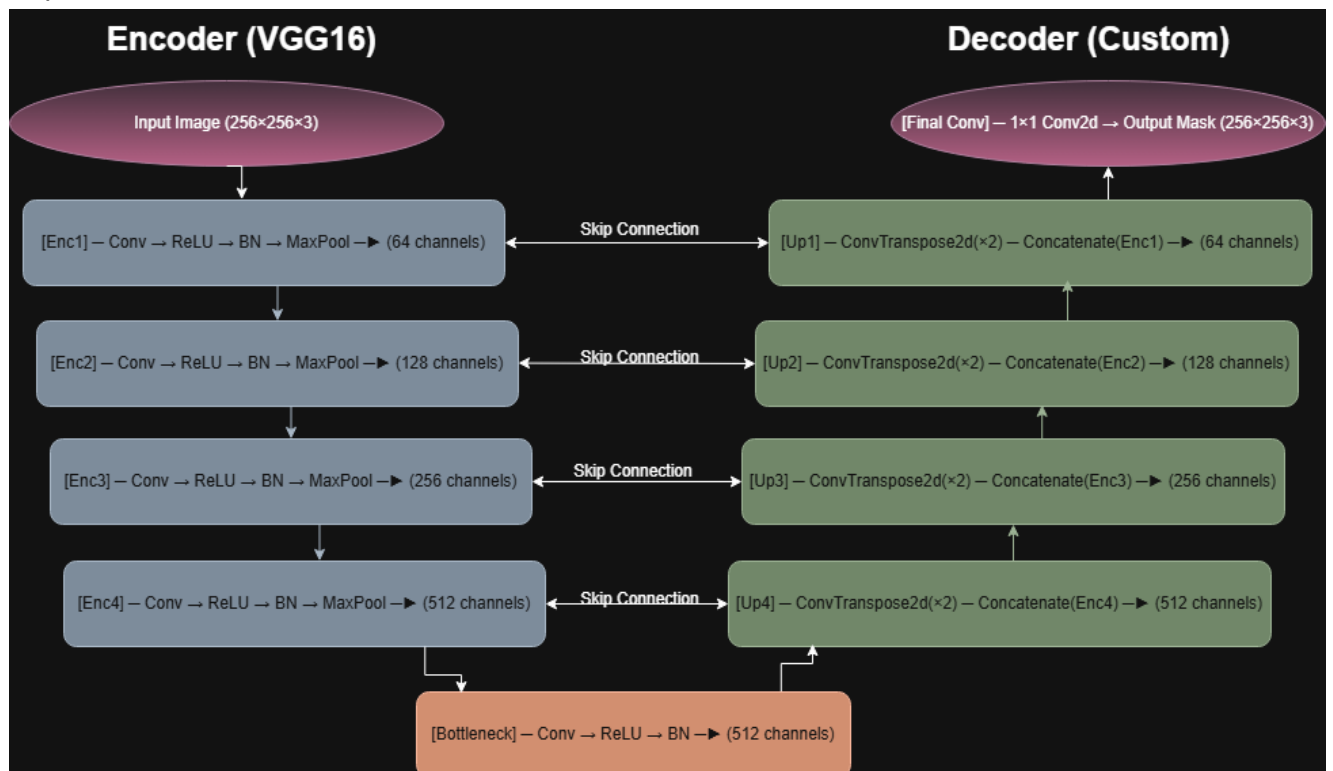 Encoder (VGG16)
Decoder (Custom)
Input Image (256×256×3)
[Final Conv] — 1×1 Conv2d → Output Mask (256×256×3)
[Enc1] — Conv → ReLU → BN → MaxPool —► (64 channels)
Skip Connection
[Up1] — ConvTranspose2d(×2) — Concatenate(Enc1) —► (64 channels)
[Enc2] — Conv → ReLU → BN → MaxPool —► (128 channels)
Skip Connection
[Up2] — ConvTranspose2d(×2) — Concatenate(Enc2) —► (128 channels)
[Enc3] — Conv → ReLU → BN → MaxPool —► (256 channels)
Skip Connection
[Up3] — ConvTranspose2d(×2) — Concatenate(Enc3) —► (256 channels)
[Enc4] — Conv → ReLU → BN → MaxPool —► (512 channels)
Skip Connection
[Up4] — ConvTranspose2d(×2) — Concatenate(Enc4) —► (512 channels)
[Bottleneck] — Conv → ReLU → BN —► (512 channels)